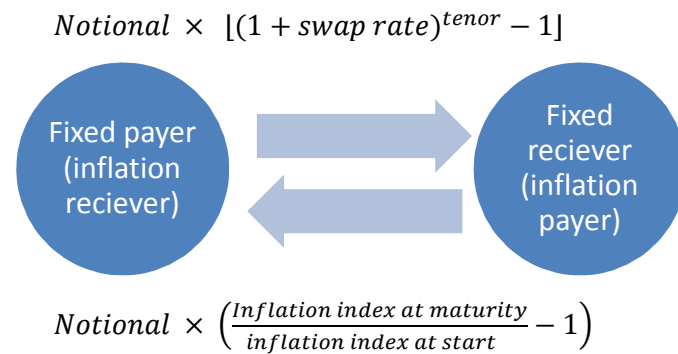 Notional × ⌊(1 + swap rate)^tenor − 1⌋
Fixed payer
(inflation
reciever)
Fixed
reciever
(inflation
payer)
Notional × (Inflation index at maturity / inflation index at start − 1)